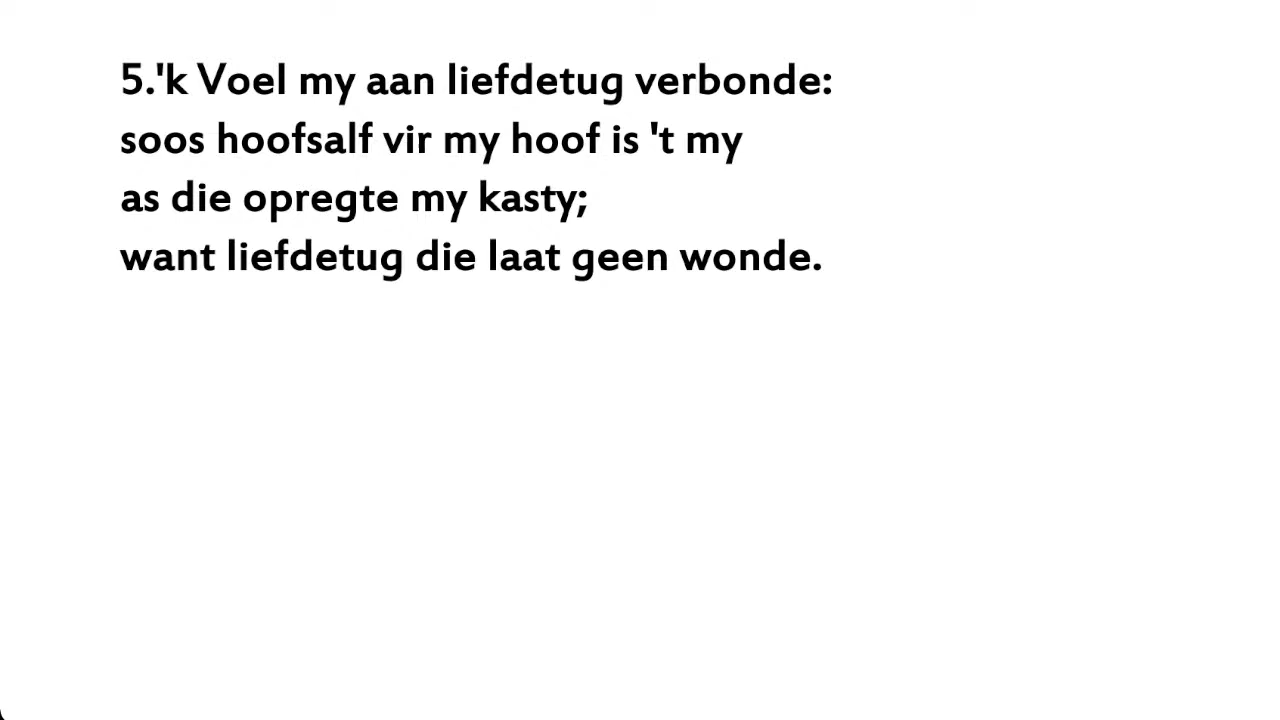 5.'k Voel my aan liefdetug verbonde:
soos hoofsalf vir my hoof is 't my
as die opregte my kasty;
want liefdetug die laat geen wonde.